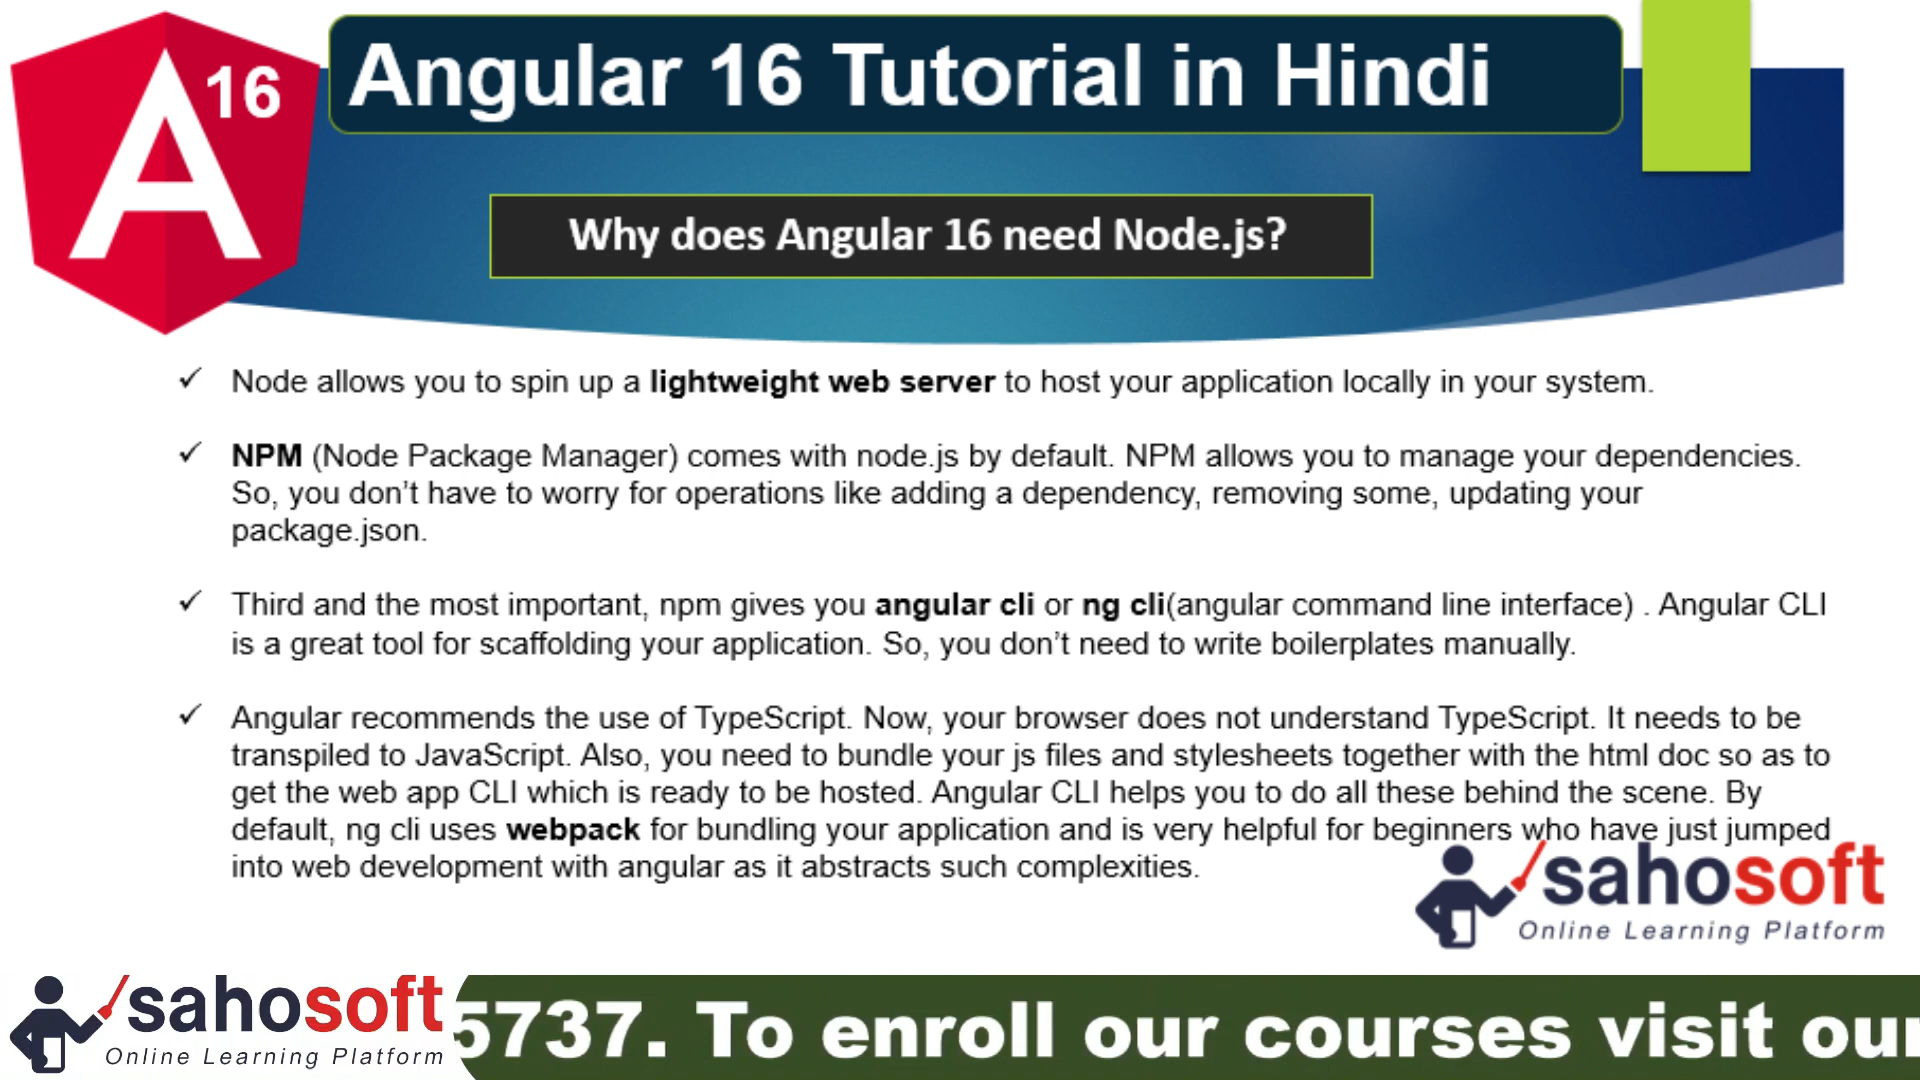 16
Angular 16 Tutorial in Hindi
Why does Angular 16 need Node.js?
✓ Node allows you to spin up a lightweight web server to host your application locally in your system.
✓ NPM (Node Package Manager) comes with node.js by default. NPM allows you to manage your dependencies.
So, you don’t have to worry for operations like adding a dependency, removing some, updating your
package.json.
✓ Third and the most important, npm gives you angular cli or ng cli(angular command line interface) . Angular CLI
is a great tool for scaffolding your application. So, you don’t need to write boilerplates manually.
✓ Angular recommends the use of TypeScript. Now, your browser does not understand TypeScript. It needs to be
transpiled to JavaScript. Also, you need to bundle your js files and stylesheets together with the html doc so as to
get the web app CLI which is ready to be hosted. Angular CLI helps you to do all these behind the scene. By
default, ng cli uses webpack for bundling your application and is very helpful for beginners who have just jumped
into web development with angular as it abstracts such complexities.
sahosoft
Online Learning Platform
sahosoft
Online Learning Platform
5737. To enroll our courses visit our